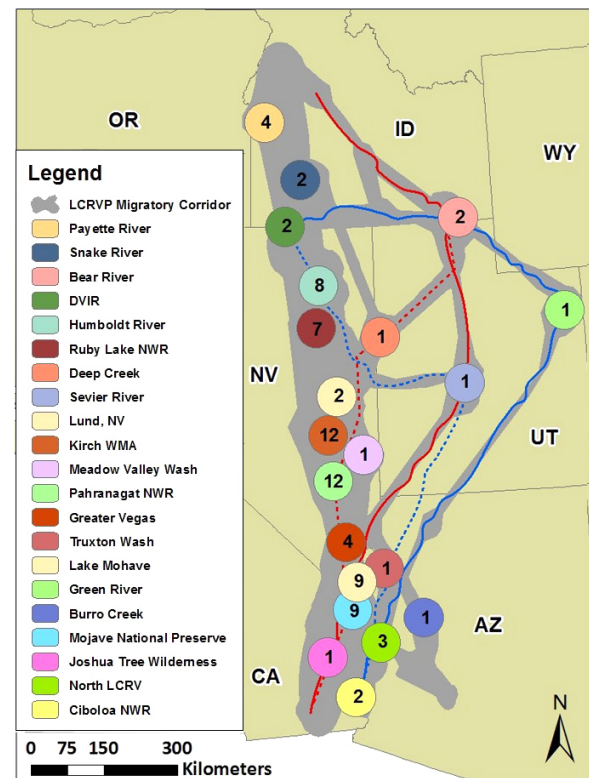 OR
ID
WY
NV
UT
CA
AZ
4
2
2
2
8
7
1
1
1
2
12
1
12
4
1
9
9
1
3
1
2
Legend
LCRVP Migratory Corridor
Payette River
Snake River
Bear River
DVIR
Humboldt River
Ruby Lake NWR
Deep Creek
Sevier River
Lund, NV
Kirch WMA
Meadow Valley Wash
Pahranagat NWR
Greater Vegas
Truxton Wash
Lake Mohave
Green River
Burro Creek
Mojave National Preserve
Joshua Tree Wilderness
North LCRV
Ciboloa NWR
0 75 150 300
Kilometers
N